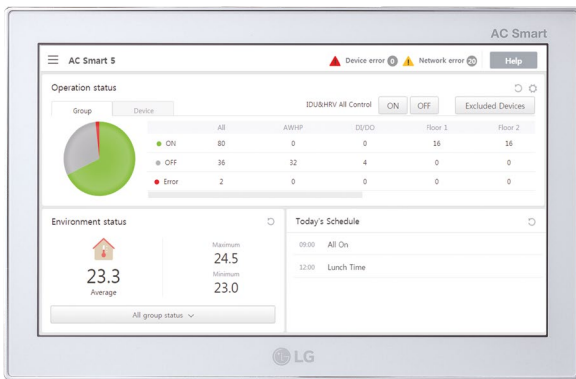 AC Smart
AC Smart 5
Device error 0 Network error 20 Help
Operation status
Group Device IDU&HRV All Control ON OFF Excluded Devices
All AWHP DI/DO Floor 1 Floor 2
ON 80 0 0 16 16
OFF 36 32 4 0 0
Error 2 0 0 0 0
Environment status
23.3
Average
Maximum
24.5
Minimum
23.0
All group status
Today's Schedule
09:00 All On
12:00 Lunch Time
LG